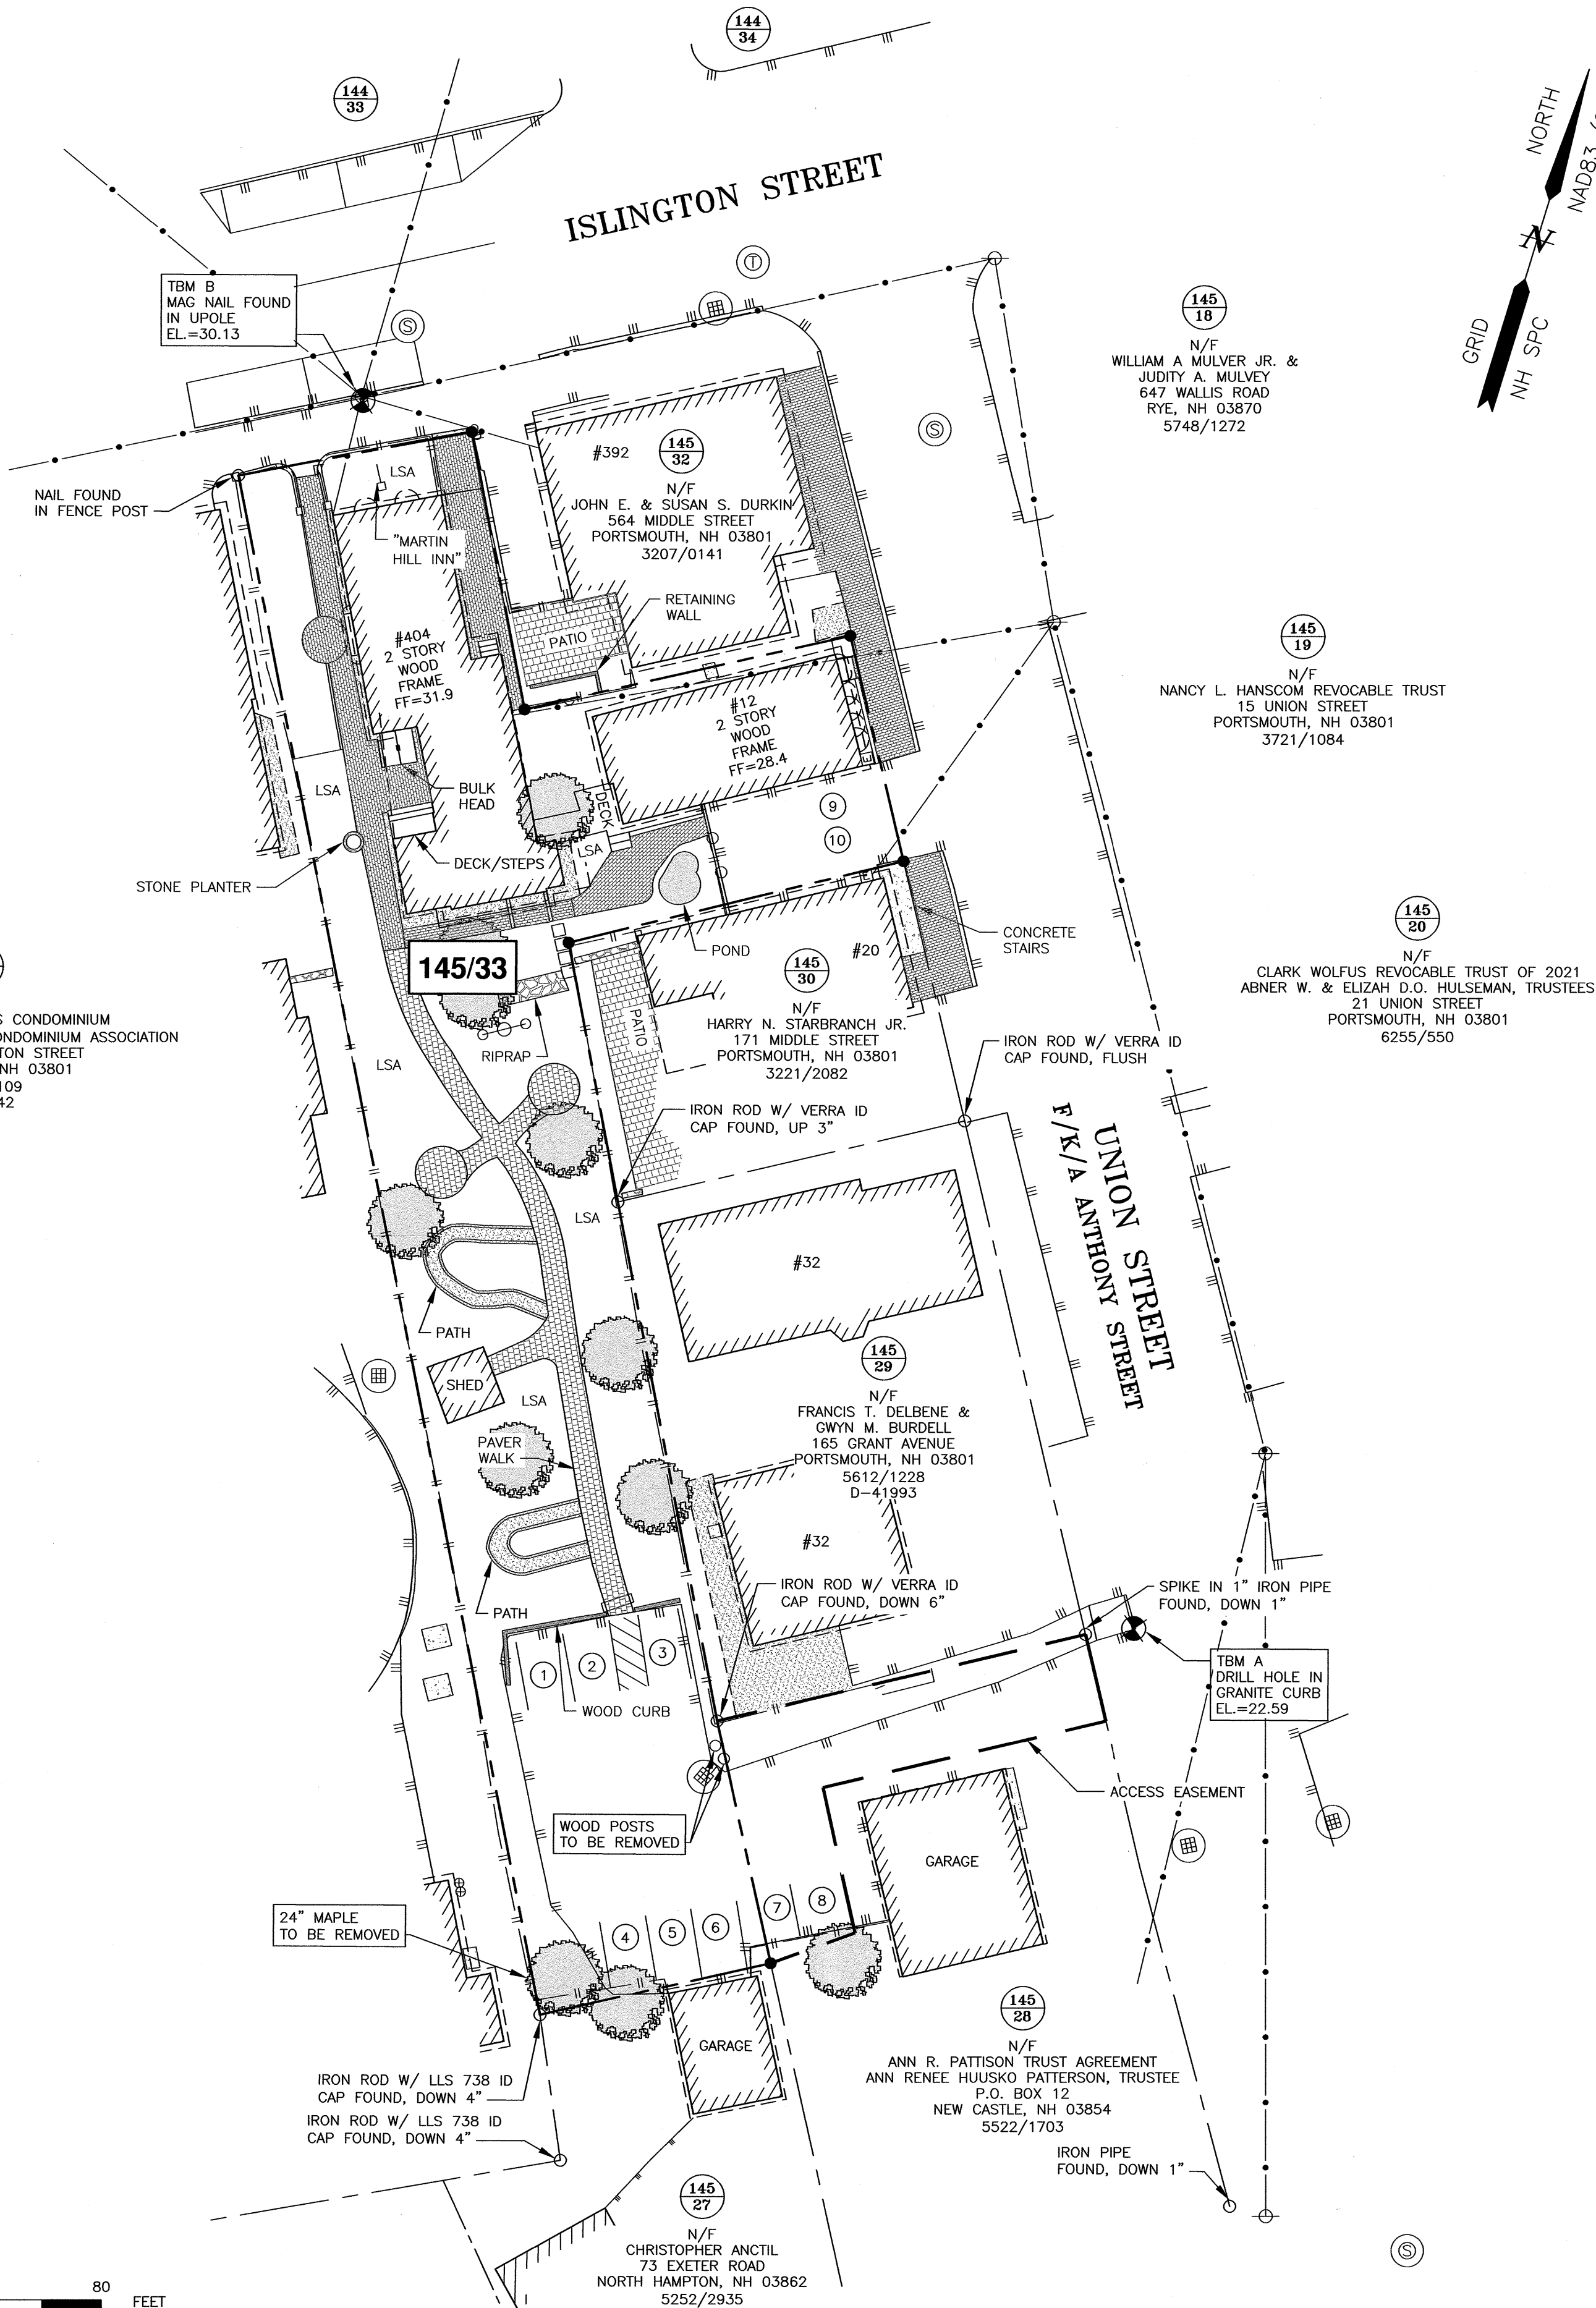 144
34
144
33
NORTH
NAD83
GRID
NH SPC
N
ISLINGTON STREET
T
TBM B
MAG NAIL FOUND
IN UPOLE
EL.=30.13
S
145
18
N/F
WILLIAM A MULVER JR. &
JUDITY A. MULVEY
647 WALLIS ROAD
RYE, NH 03870
5748/1272
S
#392
145
32
N/F
JOHN E. & SUSAN S. DURKIN
564 MIDDLE STREET
PORTSMOUTH, NH 03801
3207/0141
NAIL FOUND
IN FENCE POST
LSA
"MARTIN
HILL INN"
RETAINING
WALL
PATIO
#404
2 STORY
WOOD
FRAME
FF=31.9
145
19
N/F
NANCY L. HANSCOM REVOCABLE TRUST
15 UNION STREET
PORTSMOUTH, NH 03801
3721/1084
#12
2 STORY
WOOD
FRAME
FF=28.4
LSA
BULK
HEAD
DECK
9
10
LSA
DECK/STEPS
STONE PLANTER
145
20
N/F
CLARK WOLFUS REVOCABLE TRUST OF 2021
ABNER W. & ELIZAH D.O. HULSEMAN, TRUSTEES
21 UNION STREET
PORTSMOUTH, NH 03801
6255/550
CONCRETE
STAIRS
POND
#20
145/33
145
30
N/F
HARRY N. STARBRANCH JR.
171 MIDDLE STREET
PORTSMOUTH, NH 03801
3221/2082
PATIO
S CONDOMINIUM
ONDOMINIUM ASSOCIATION
TON STREET
NH 03801
109
42
RIPRAP
LSA
IRON ROD W/ VERRA ID
CAP FOUND, FLUSH
IRON ROD W/ VERRA ID
CAP FOUND, UP 3"
UNION STREET
F/K/A ANTHONY STREET
LSA
#32
PATH
SHED
LSA
145
29
N/F
FRANCIS T. DELBENE &
GWYN M. BURDELL
165 GRANT AVENUE
PORTSMOUTH, NH 03801
5612/1228
D-41993
PAVER
WALK
#32
IRON ROD W/ VERRA ID
CAP FOUND, DOWN 6"
SPIKE IN 1" IRON PIPE
FOUND, DOWN 1"
PATH
1
2
3
WOOD CURB
TBM A
DRILL HOLE IN
GRANITE CURB
EL.=22.59
ACCESS EASEMENT
WOOD POSTS
TO BE REMOVED
GARAGE
24" MAPLE
TO BE REMOVED
4
5
6
7
8
GARAGE
145
28
N/F
ANN R. PATTISON TRUST AGREEMENT
ANN RENEE HUUSKO PATTERSON, TRUSTEE
P.O. BOX 12
NEW CASTLE, NH 03854
5522/1703
IRON ROD W/ LLS 738 ID
CAP FOUND, DOWN 4"
IRON ROD W/ LLS 738 ID
CAP FOUND, DOWN 4"
IRON PIPE
FOUND, DOWN 1"
145
27
N/F
CHRISTOPHER ANCTIL
73 EXETER ROAD
NORTH HAMPTON, NH 03862
5252/2935
S
80
FEET